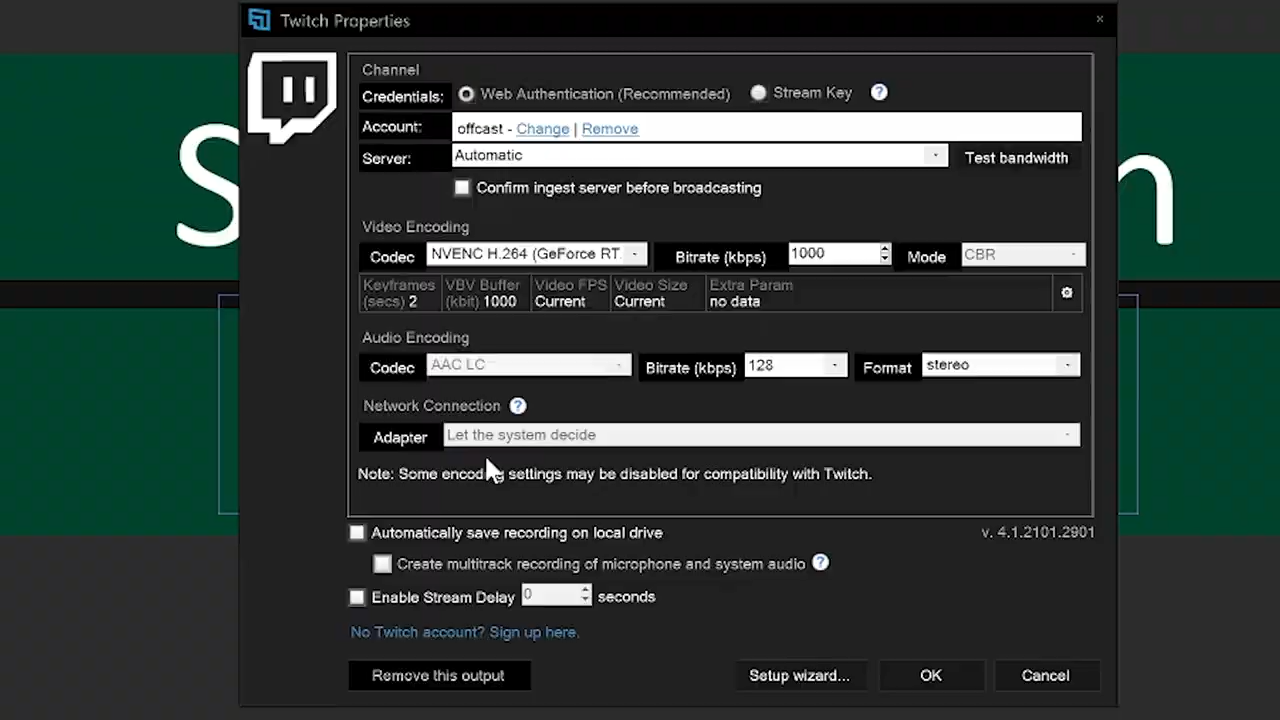 Twitch Properties
×
Channel
Credentials: Web Authentication (Recommended) Stream Key ?
Account: offcast - Change | Remove
Server: Automatic Test bandwidth
Confirm ingest server before broadcasting
S n
Video Encoding
Codec NVENC H.264 (GeForce RT. Bitrate (kbps) 1000 Mode CBR
Keyframes VBV Buffer Video FPS Video Size Extra Param
(secs) 2 (kbit) 1000 Current Current no data
Audio Encoding
Codec AAC LC Bitrate (kbps) 128 Format stereo
Network Connection ?
Adapter Let the system decide
Note: Some encoding settings may be disabled for compatibility with Twitch.
Automatically save recording on local drive v. 4.1.2101.2901
Create multitrack recording of microphone and system audio ?
Enable Stream Delay 0 seconds
No Twitch account? Sign up here.
Remove this output Setup wizard... OK Cancel